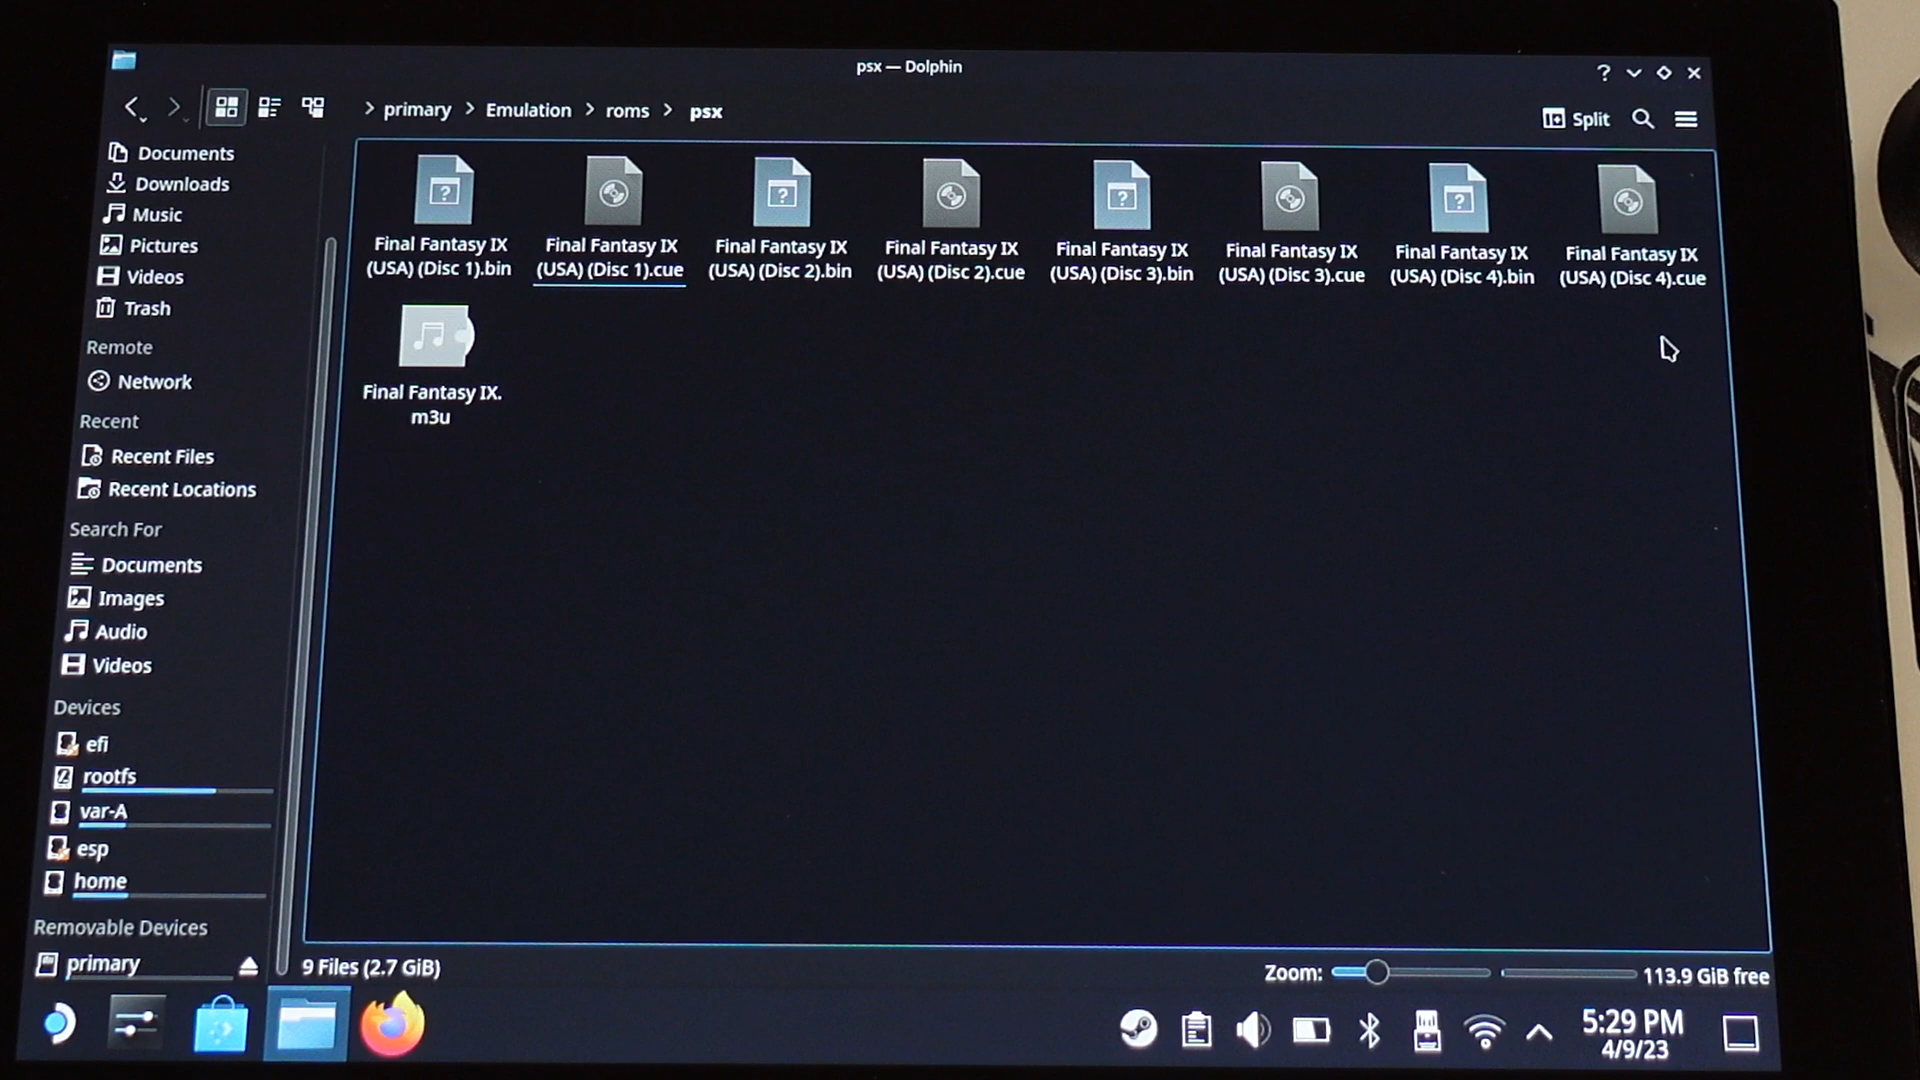 psx — Dolphin
?
> primary > Emulation > roms > psx
Split
Documents
Downloads
Music
Pictures
Videos
Trash
Remote
Network
Recent
Recent Files
Recent Locations
Search For
Documents
Images
Audio
Videos
Devices
efi
rootfs
var-A
esp
home
Removable Devices
primary
Final Fantasy IX
(USA) (Disc 1).bin
Final Fantasy IX
(USA) (Disc 1).cue
Final Fantasy IX
(USA) (Disc 2).bin
Final Fantasy IX
(USA) (Disc 2).cue
Final Fantasy IX
(USA) (Disc 3).bin
Final Fantasy IX
(USA) (Disc 3).cue
Final Fantasy IX
(USA) (Disc 4).bin
Final Fantasy IX
(USA) (Disc 4).cue
Final Fantasy IX.
m3u
9 Files (2.7 GiB)
Zoom:
113.9 GiB free
5:29 PM
4/9/23